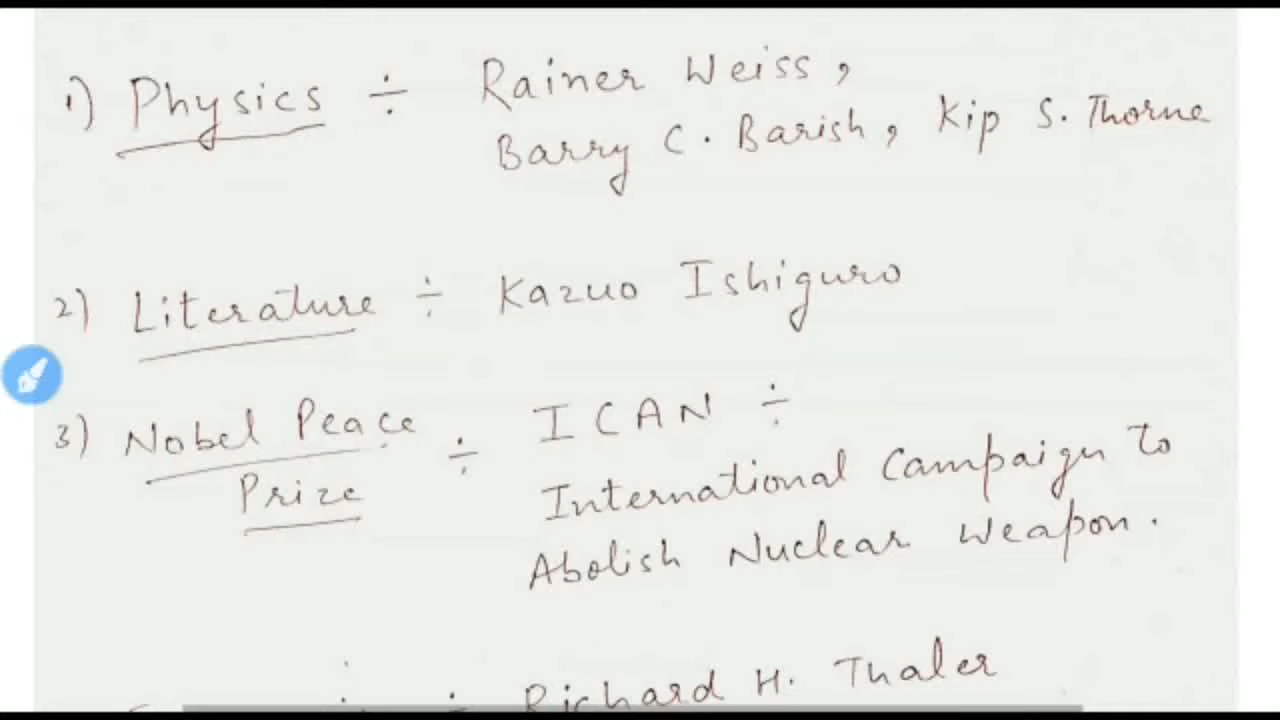 1) Physics ÷ Rainer Weiss,
Barry C. Barish, Kip S. Thorne
2) Literature ÷ Kazuo Ishiguro
3) Nobel Peace ÷ ICAN ÷
Prize International Campaign To
Abolish Nuclear Weapon.
÷ Richard H. Thaler